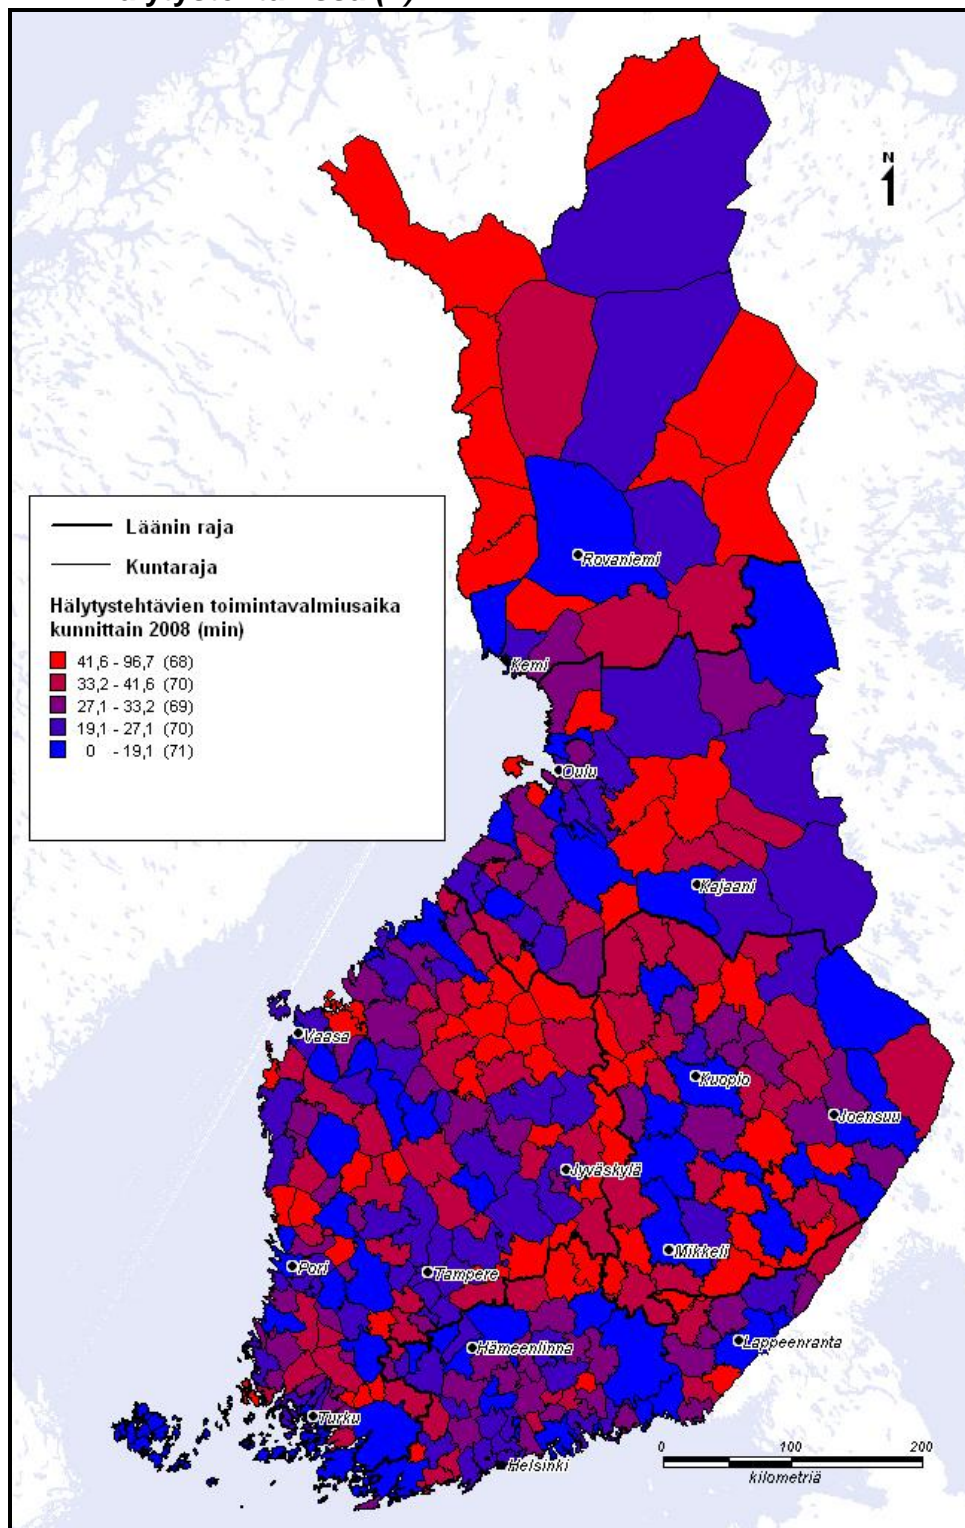 N
Läänin raja
Kuntaraja
Hälytystehtävien toimintavalmiusaika
kunnittain 2008 (min)
41,6 - 96,7 (68)
33,2 - 41,6 (70)
27,1 - 33,2 (69)
19,1 - 27,1 (70)
0 - 19,1 (71)
Rovaniemi
Kemi
Oulu
Kajaani
Vaasa
Kuopio
Joensuu
Jyväskylä
Mikkeli
Pori
Tampere
Lappeenranta
Hämeenlinna
Turku
Helsinki
0 100 200
kilometriä